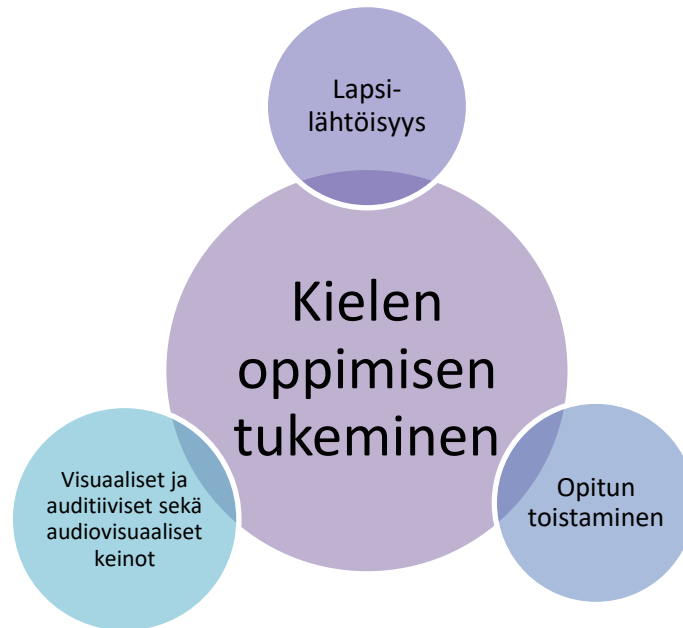 Lapsi-
lähtöisyys
Kielen
oppimisen
tukeminen
Visuaaliset ja
auditiiviset sekä
audiovisuaaliset
keinot
Opitun
toistaminen